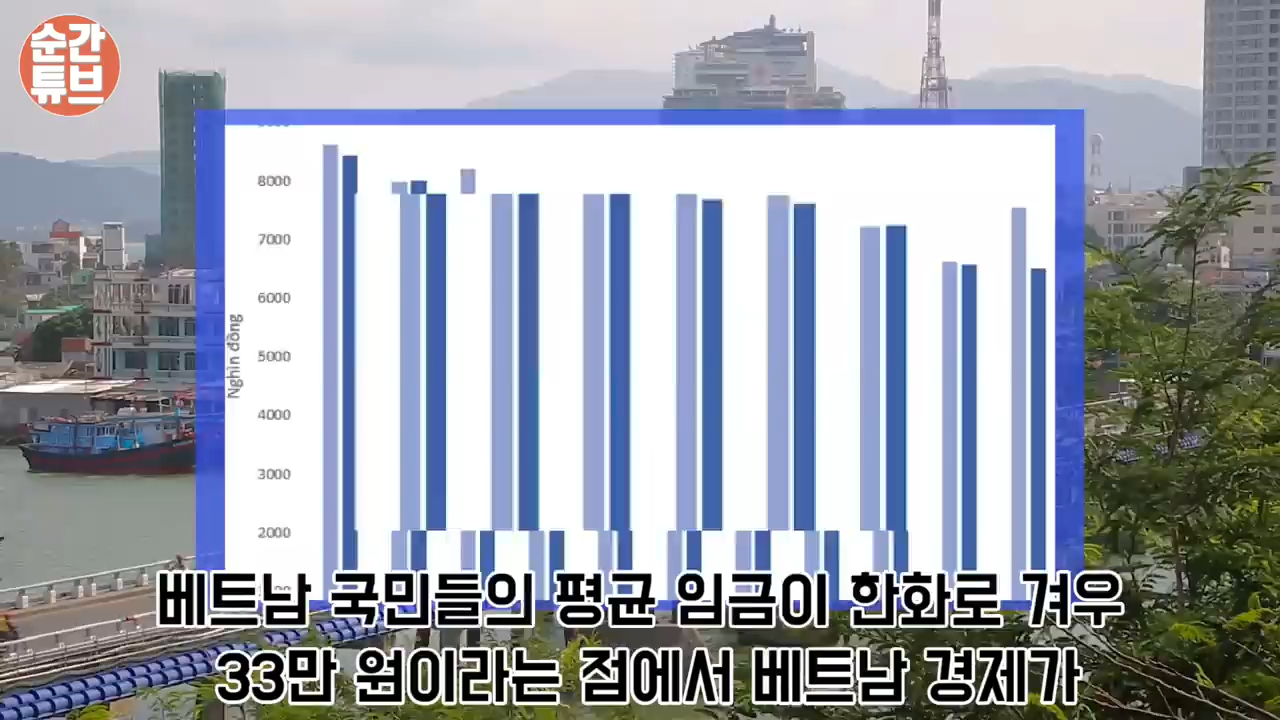 순간
튜브
8000
7000
6000
5000
4000
3000
2000
Nghìn đồng
베트남 국민들의 평균 임금이 한화로 겨우
33만 원이라는 점에서 베트남 경제가